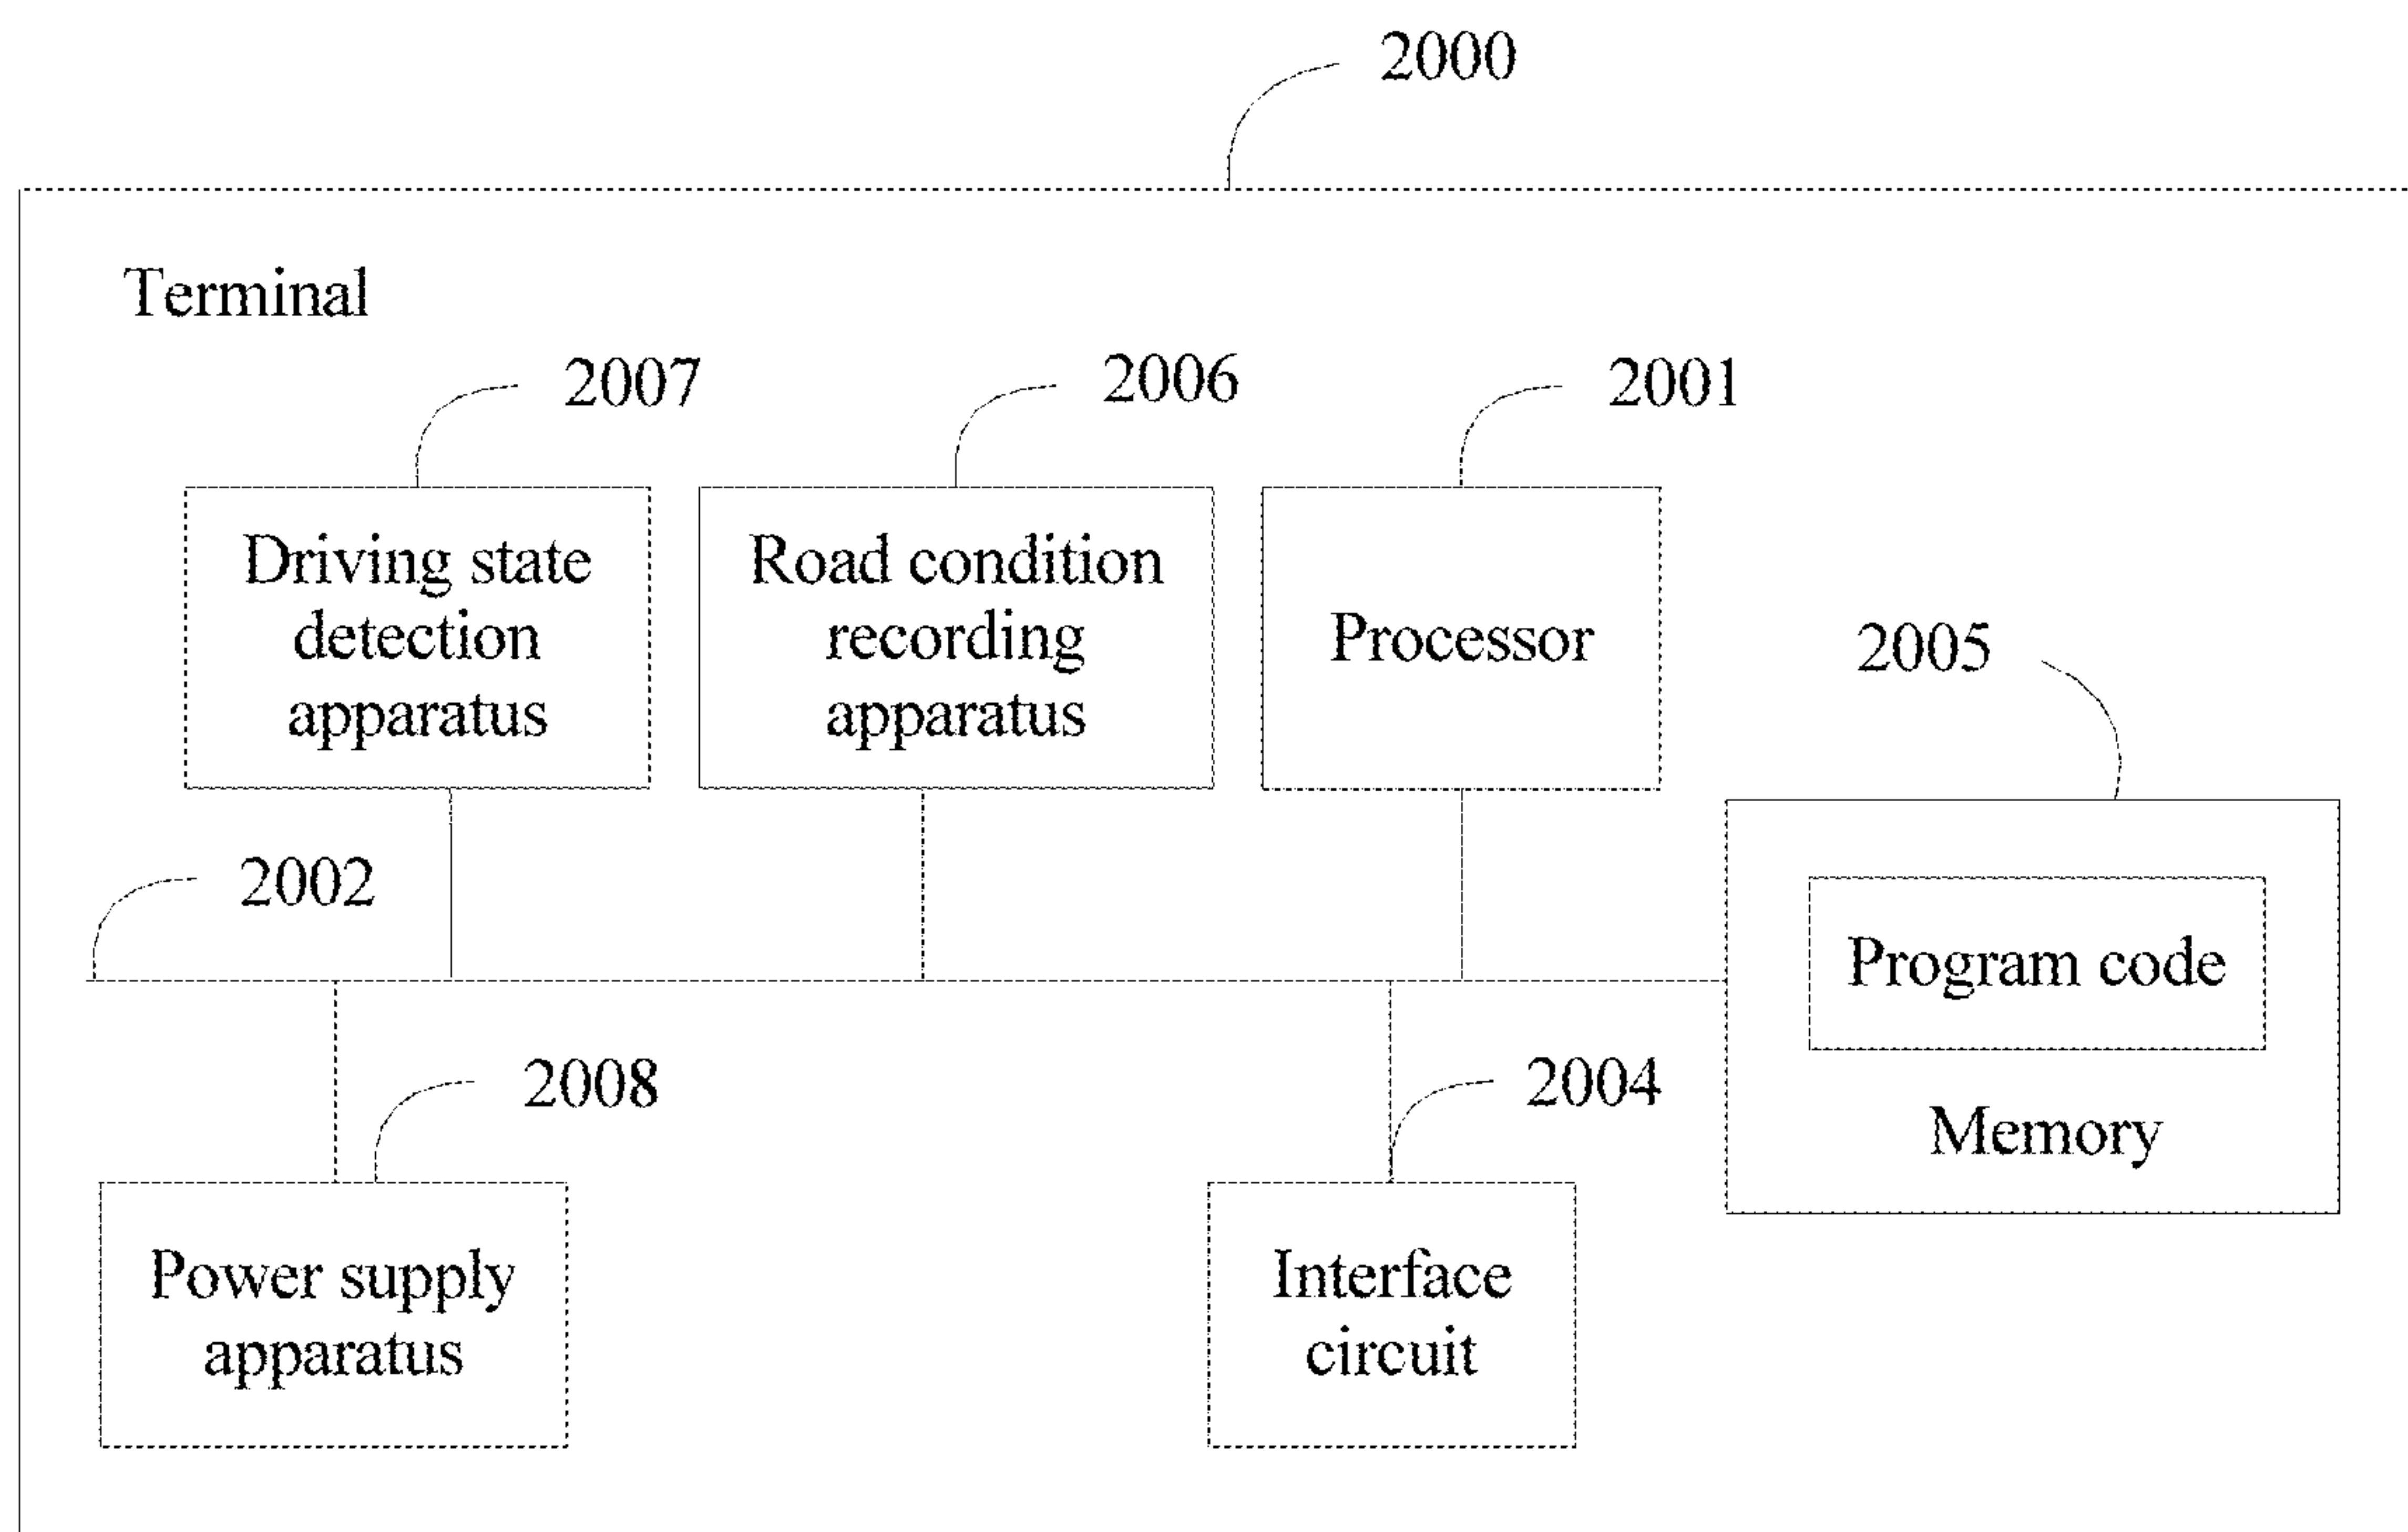 2000
Terminal
2007
2006
2001
Driving state
detection
apparatus
Road condition
recording
apparatus
Processor
2005
2002
Program code
Memory
2008
2004
Power supply
apparatus
Interface
circuit